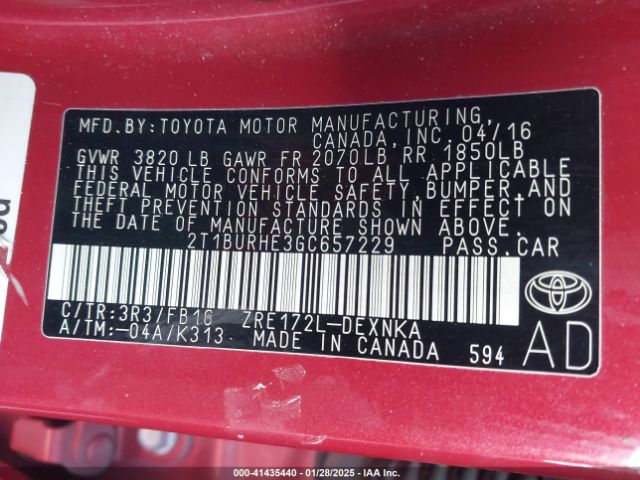 MFD. BY: TOYOTA MOTOR MANUFACTURING,
CANADA, INC. 04/16
GVWR 3820 LB GAWR FR 2070LB RR 1850LB
THIS VEHICLE CONFORMS TO ALL APPLICABLE
FEDERAL MOTOR VEHICLE SAFETY, BUMPER, AND
THEFT PREVENTION STANDARDS IN EFFECT ON
THE DATE OF MANUFACTURE SHOWN ABOVE.
2T1BURHE3GC657229 PASS.CAR
C/TR:3R3/FB16 ZRE172L-DEXNKA
A/TM:-04A/K313 MADE IN CANADA 594
AD
00-41435440 - 01/28/2025 - IAA Inc.